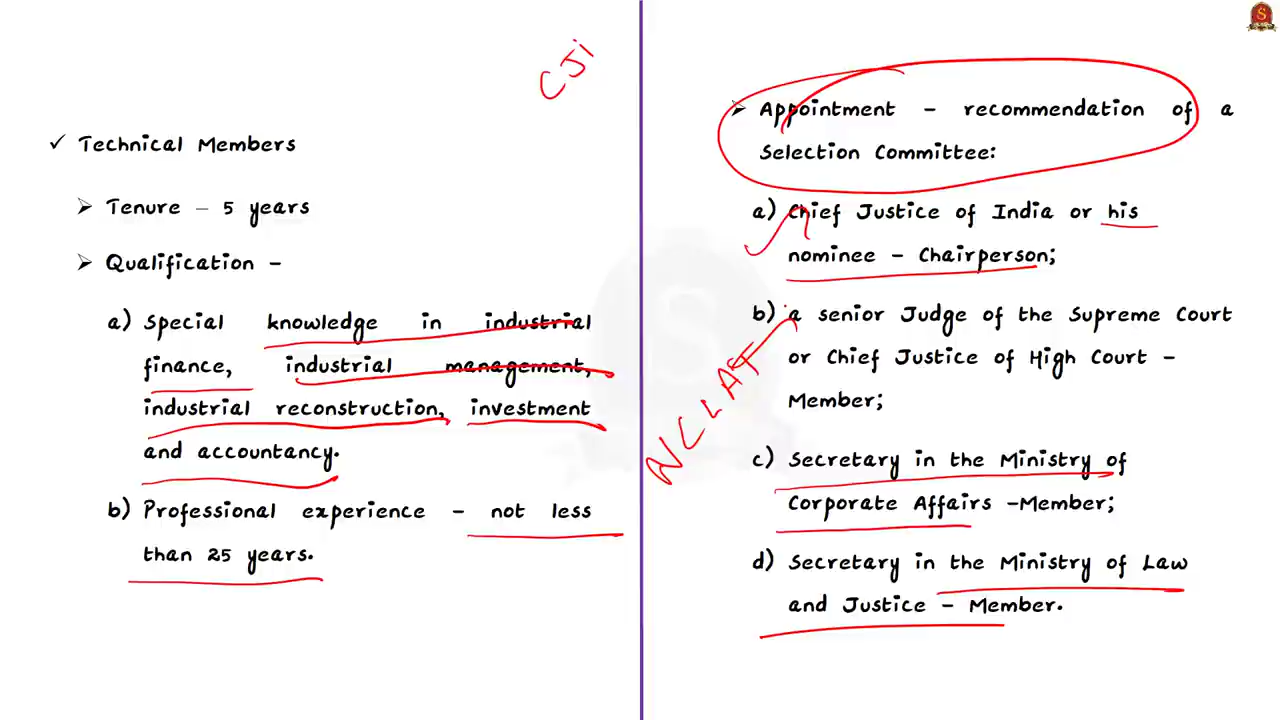 CJI
✓ Technical Members
➢ Tenure – 5 years
➢ Qualification –
a) Special knowledge in industrial
finance, industrial management,
industrial reconstruction, investment
and accountancy.
b) Professional experience – not less
than 25 years.
➢ Appointment – recommendation of a
Selection Committee:
a) Chief Justice of India or his
nominee – Chairperson;
b) a senior Judge of the Supreme Court
or Chief Justice of High Court –
Member;
NCLAT
c) Secretary in the Ministry of
Corporate Affairs –Member;
d) Secretary in the Ministry of Law
and Justice – Member.